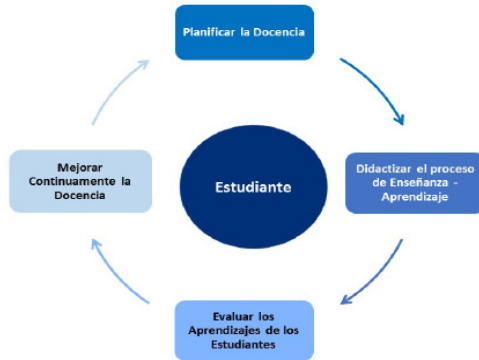 Planificar la Docencia
Mejorar
Continuamente la
Docencia
Estudiante
Didactizar el proceso
de Enseñanza -
Aprendizaje
Evaluar los
Aprendizajes de los
Estudiantes